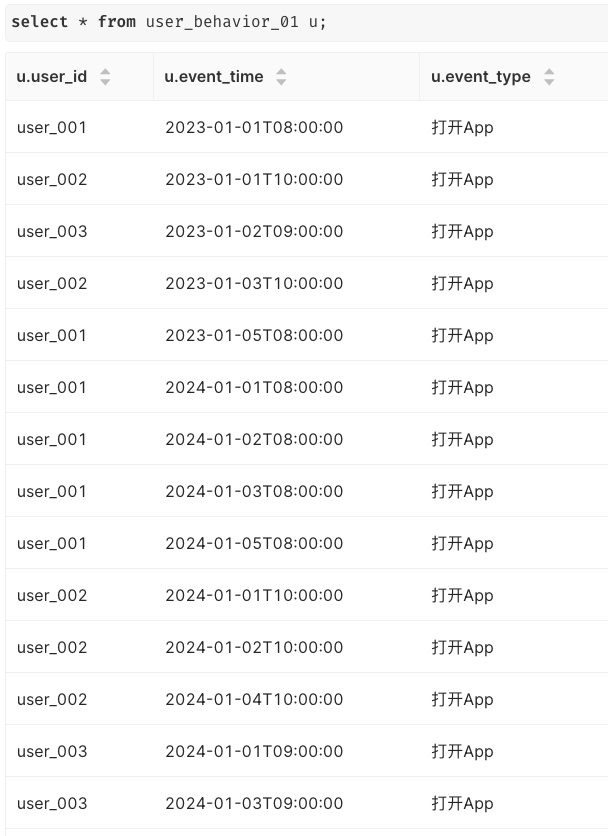 select * from user_behavior_01 u;
u.user_id u.event_time u.event_type
user_001 2023-01-01T08:00:00 打开App
user_002 2023-01-01T10:00:00 打开App
user_003 2023-01-02T09:00:00 打开App
user_002 2023-01-03T10:00:00 打开App
user_001 2023-01-05T08:00:00 打开App
user_001 2024-01-01T08:00:00 打开App
user_001 2024-01-02T08:00:00 打开App
user_001 2024-01-03T08:00:00 打开App
user_001 2024-01-05T08:00:00 打开App
user_002 2024-01-01T10:00:00 打开App
user_002 2024-01-02T10:00:00 打开App
user_002 2024-01-04T10:00:00 打开App
user_003 2024-01-01T09:00:00 打开App
user_003 2024-01-03T09:00:00 打开App